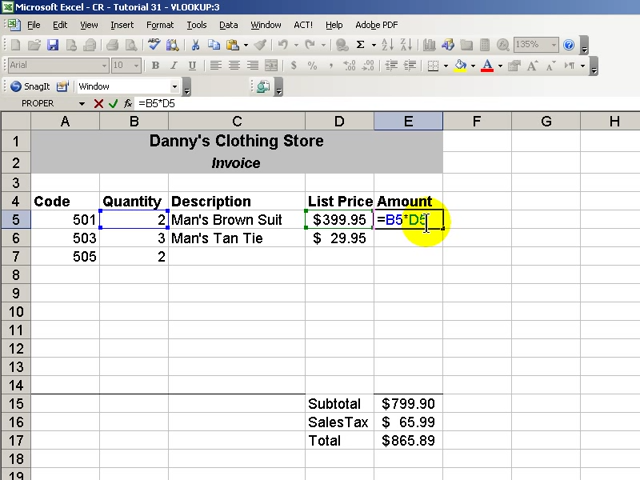 Microsoft Excel - CR - Tutorial 31 - VLOOKUP:3
File Edit View Insert Format Tools Data Window ACT! Help Adobe PDF
Σ 135%
Arial 10 B I U $ % , A
SnagIt Window
PROPER fx =B5*D5
A B C D E F G H
1 Danny's Clothing Store
2 Invoice
3
4 Code Quantity Description List Price Amount
5 501 2 Man's Brown Suit $399.95 =B5*D5
6 503 3 Man's Tan Tie $ 29.95
7 505 2
8
9
10
11
12
13
14
15 Subtotal $799.90
16 SalesTax $ 65.99
17 Total $865.89
18
19